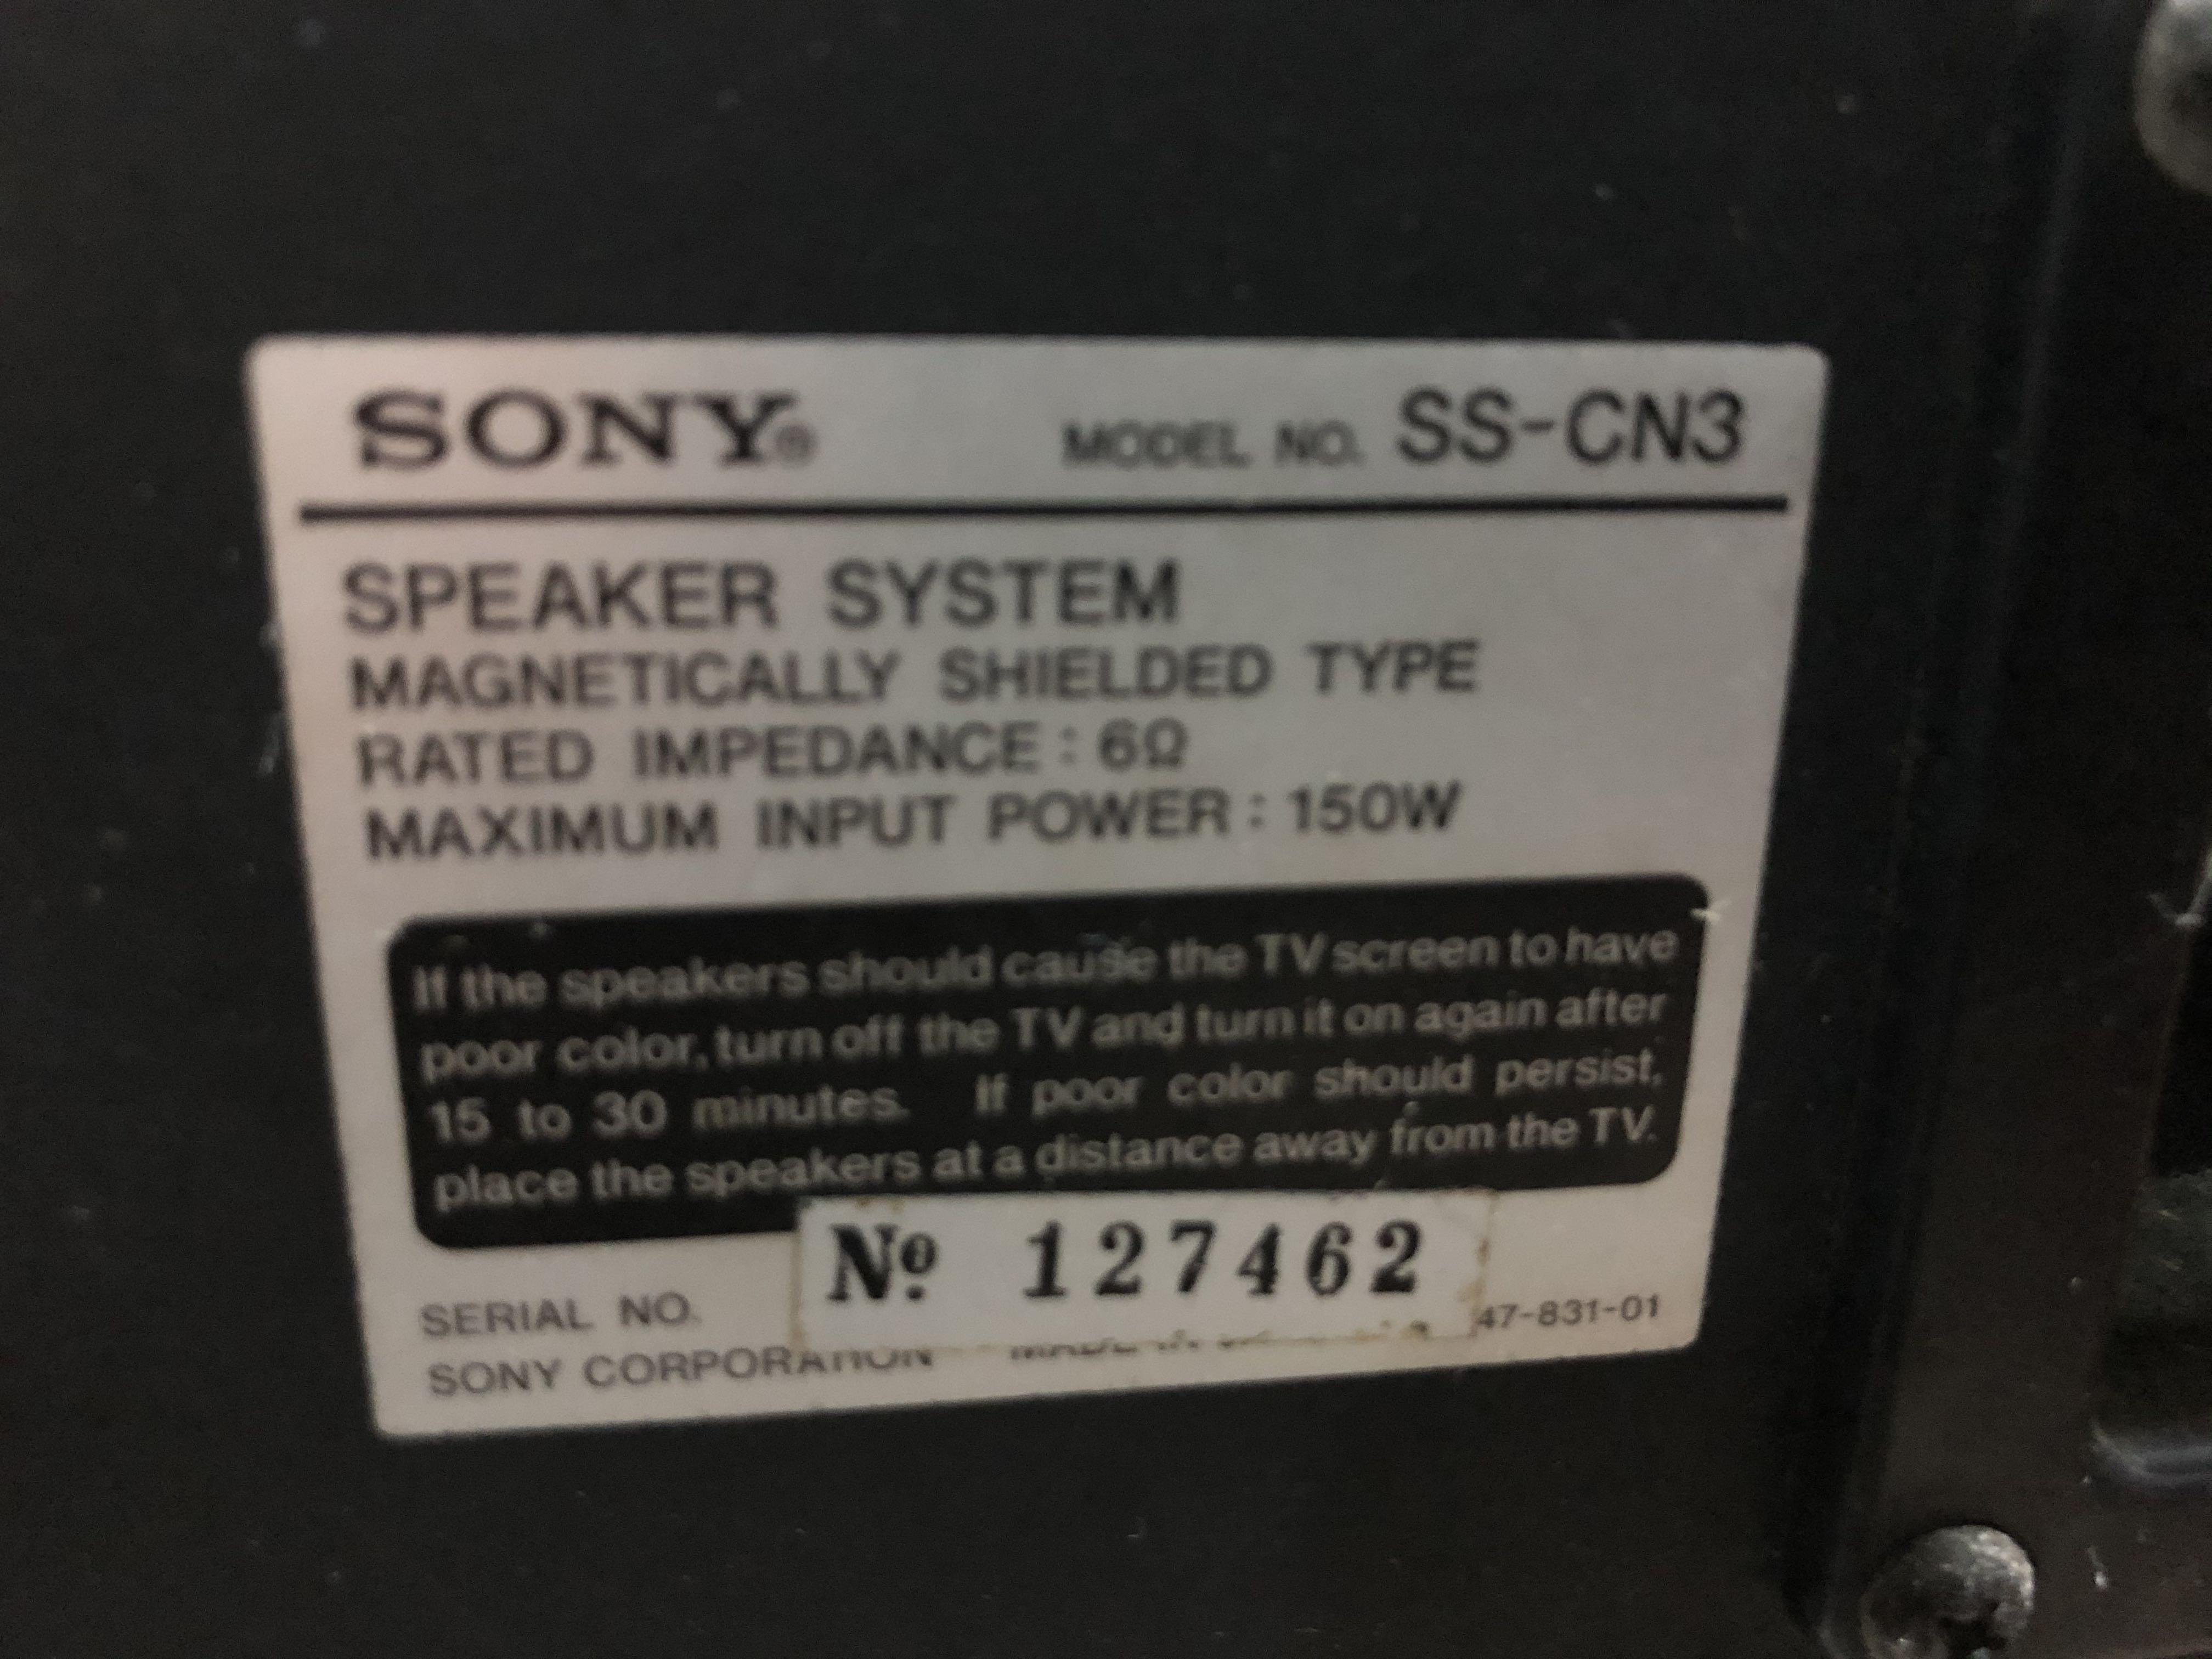 SONY® MODEL NO. SS-CN3
SPEAKER SYSTEM
MAGNETICALLY SHIELDED TYPE
RATED IMPEDANCE : 6Ω
MAXIMUM INPUT POWER : 150W
If the speakers should cause the TV screen to have
poor color, turn off the TV and turn it on again after
15 to 30 minutes. If poor color should persist,
place the speakers at a distance away from the TV.
Nº 127462
SERIAL NO. 47-831-01
SONY CORPORATION MADE IN